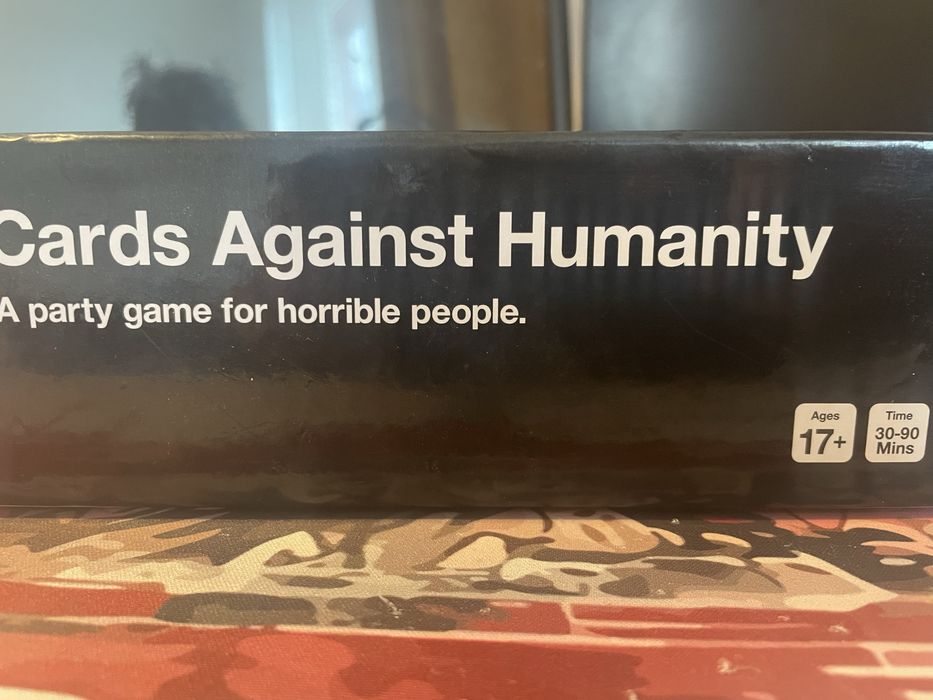 Cards Against Humanity
A party game for horrible people.
Ages
17+
Time
30-90
Mins